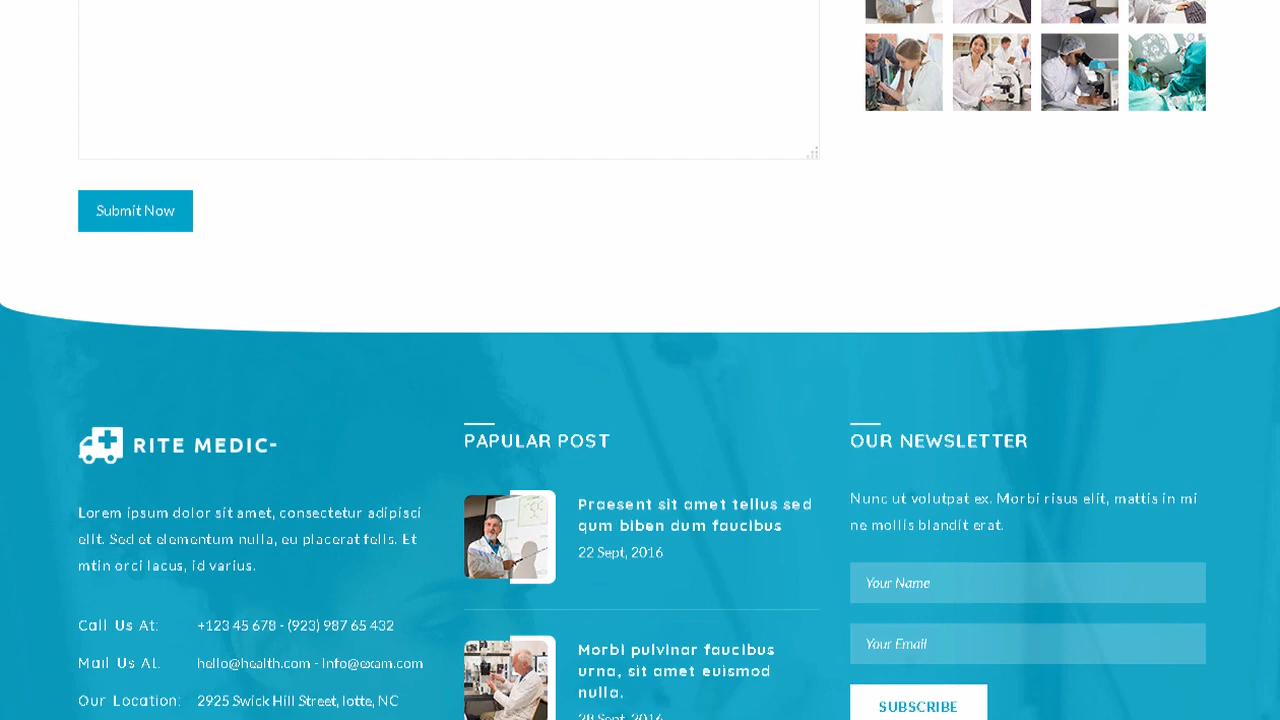 Submit Now
RITE MEDIC-
Lorem ipsum dolor sit amet, consectetur adipisci
elit. Sed et elementum nulla, eu placerat felis. Et
mtin orci lacus, id varius.
Call Us At: +123 45 678 - (923) 987 65 432
Mail Us At. hello@health.com - Info@exam.com
Our Location: 2925 Swick Hill Street, lotte, NC
PAPULAR POST
Praesent sit amet tellus sed
qum biben dum faucibus
22 Sept, 2016
Morbi pulvinar faucibus
urna, sit amet euismod
nulla.
28 Sept, 2016
OUR NEWSLETTER
Nunc ut volutpat ex. Morbi risus elit, mattis in mi
ne mollis blandit erat.
Your Name
Your Email
SUBSCRIBE